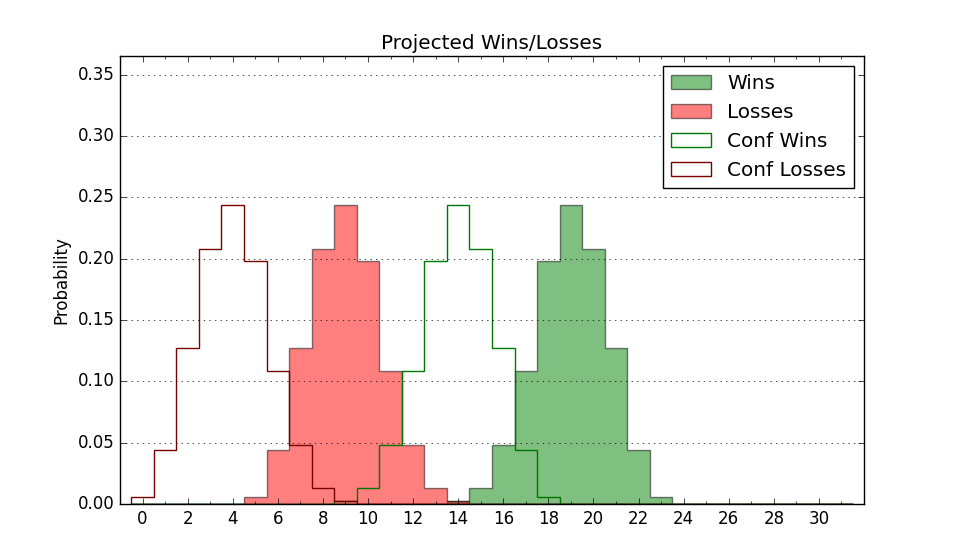 Projected Wins/Losses
Probability
0.35
0.30
0.25
0.20
0.15
0.10
0.05
0.00
0 2 4 6 8 10 12 14 16 18 20 22 24 26 28 30
Wins
Losses
Conf Wins
Conf Losses